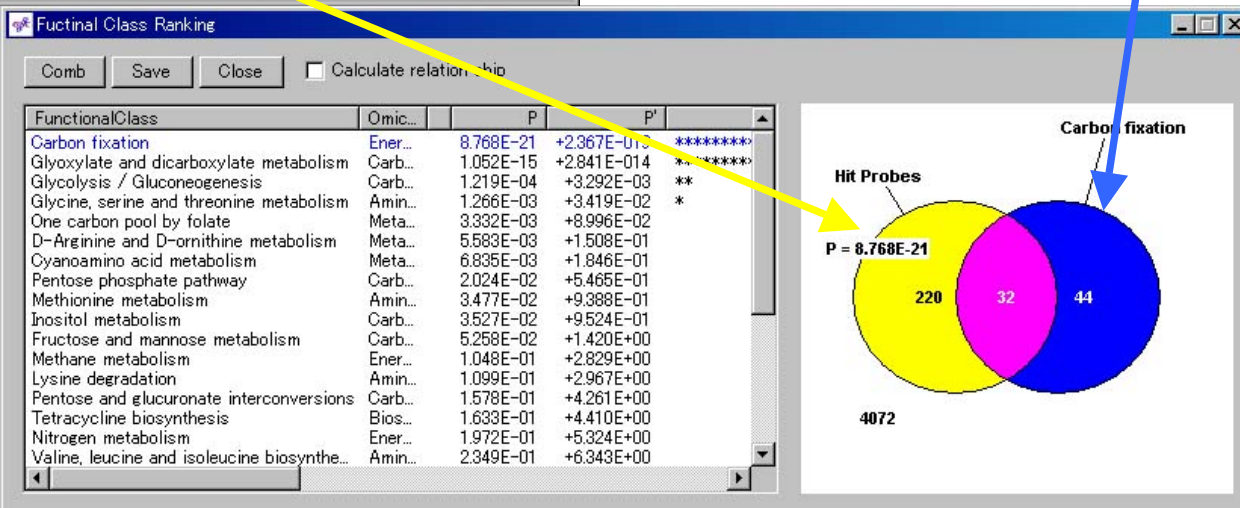 Fuctinal Class Ranking
Comb Save Close Calculate relation ship
FunctionalClass Omic... P P'
Carbon fixation Ener... 8.768E-21 *********
Glyoxylate and dicarboxylate metabolism Carb... 1.052E-15 +2.841E-014 *********
Glycolysis / Gluconeogenesis Carb... 1.219E-04 +3.292E-03 **
Glycine, serine and threonine metabolism Amin... 1.266E-03 +3.419E-02 *
One carbon pool by folate Meta... 3.332E-03 +8.996E-02
D-Arginine and D-ornithine metabolism Meta... 5.583E-03 +1.508E-01
Cyanoamino acid metabolism Meta... 6.835E-03 +1.846E-01
Pentose phosphate pathway Carb... 2.024E-02 +5.465E-01
Methionine metabolism Amin... 3.477E-02 +9.388E-01
Inositol metabolism Carb... 3.527E-02 +9.524E-01
Fructose and mannose metabolism Carb... 5.258E-02 +1.420E+00
Methane metabolism Ener... 1.048E-01 +2.829E+00
Lysine degradation Amin... 1.099E-01 +2.967E+00
Pentose and glucuronate interconversions Carb... 1.578E-01 +4.261E+00
Tetracycline biosynthesis Bios... 1.633E-01 +4.410E+00
Nitrogen metabolism Ener... 1.972E-01 +5.324E+00
Valine, leucine and isoleucine biosynthe... Amin... 2.349E-01 +6.343E+00
Carbon fixation
Hit Probes
P = 8.768E-21
220 32 44
4072